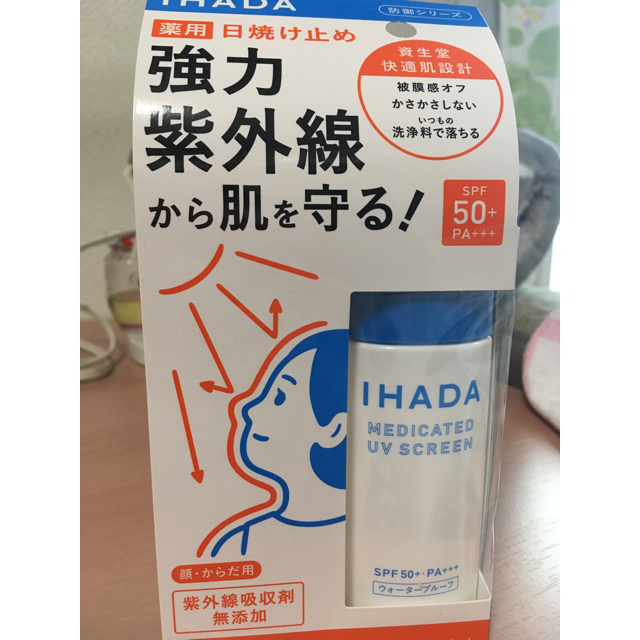 IHADA
防御シリーズ
薬用 日焼け止め
強力
紫外線
から肌を守る!
資生堂
快適肌設計
被膜感オフ
かさかさしない
いつもの
洗浄料で落ちる
SPF
50+
PA+++
IHADA
MEDICATED
UV SCREEN
SPF50+・PA+++
ウォータープルーフ
顔・からだ用
紫外線吸収剤
無添加